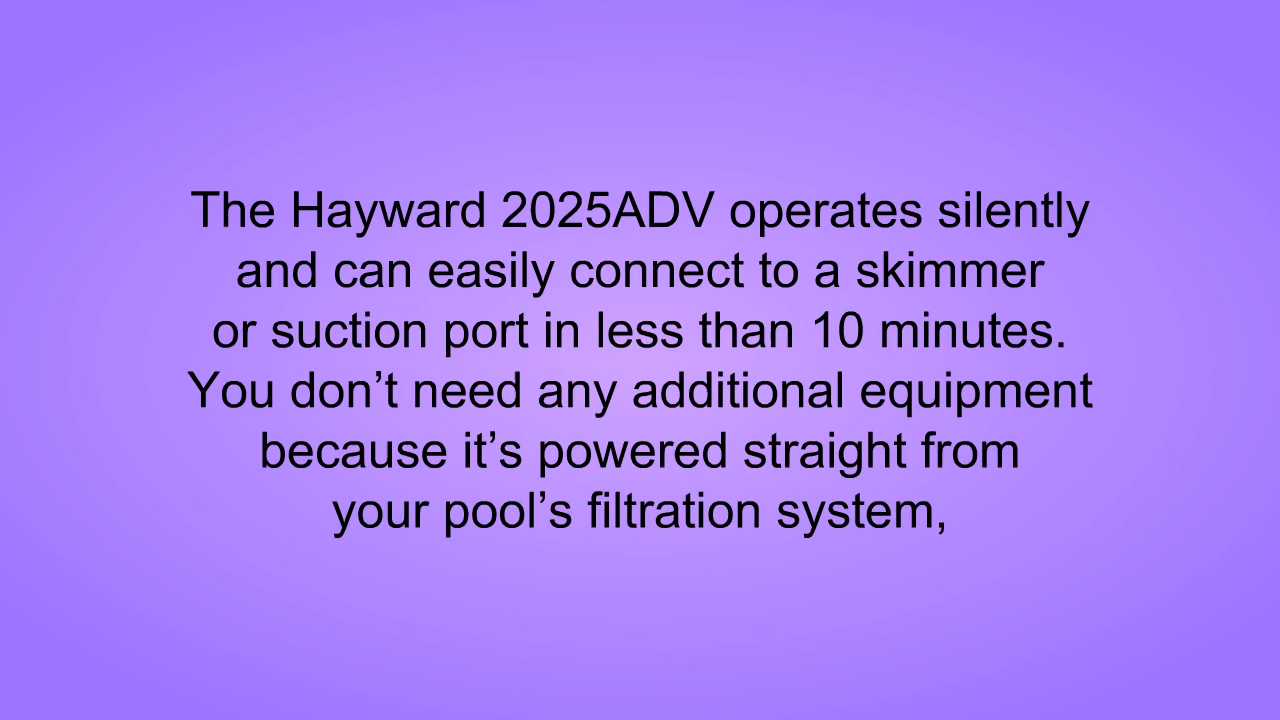 The Hayward 2025ADV operates silently
and can easily connect to a skimmer
or suction port in less than 10 minutes.
You don’t need any additional equipment
because it’s powered straight from
your pool’s filtration system,